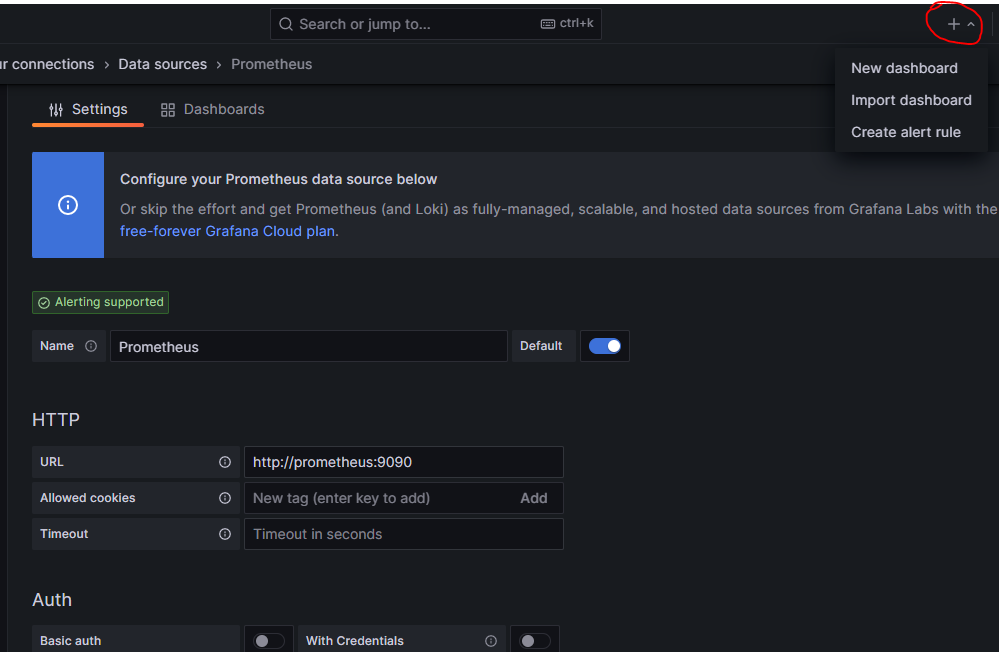 Search or jump to... ctrl+k
r connections › Data sources › Prometheus
New dashboard
Import dashboard
Create alert rule
Settings Dashboards
Configure your Prometheus data source below
Or skip the effort and get Prometheus (and Loki) as fully-managed, scalable, and hosted data sources from Grafana Labs with the
free-forever Grafana Cloud plan.
Alerting supported
Name Prometheus Default
HTTP
URL http://prometheus:9090
Allowed cookies New tag (enter key to add) Add
Timeout Timeout in seconds
Auth
Basic auth With Credentials